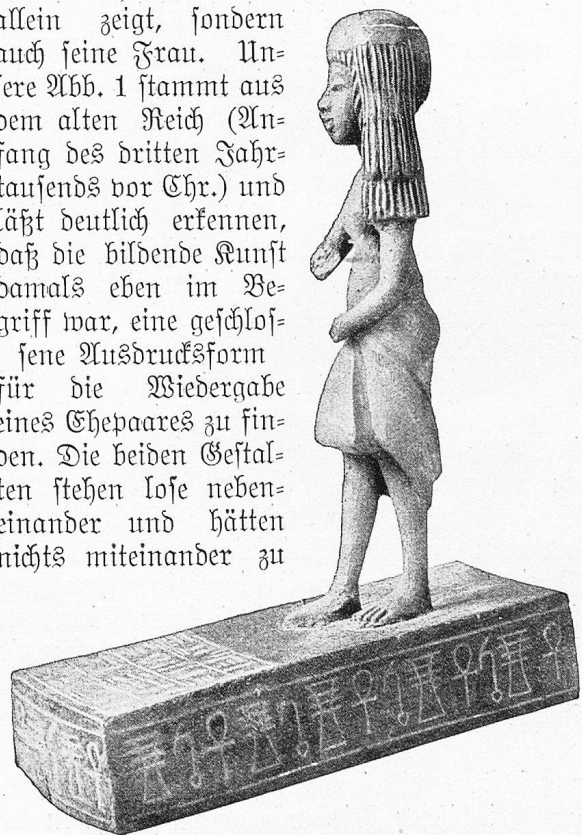 allein zeigt, sondern
auch seine Frau. Un=
sere Abb. 1 stammt aus
dem alten Reich (An=
fang des dritten Jahr=
tausends vor Chr.) und
läßt deutlich erkennen,
daß die bildende Kunst
damals eben im Be=
griff war, eine geschlos=
sene Ausdrucksform
für die Wiedergabe
eines Ehepaares zu fin=
den. Die beiden Gestal=
ten stehen lose neben=
einander und hätten
nichts miteinander zu